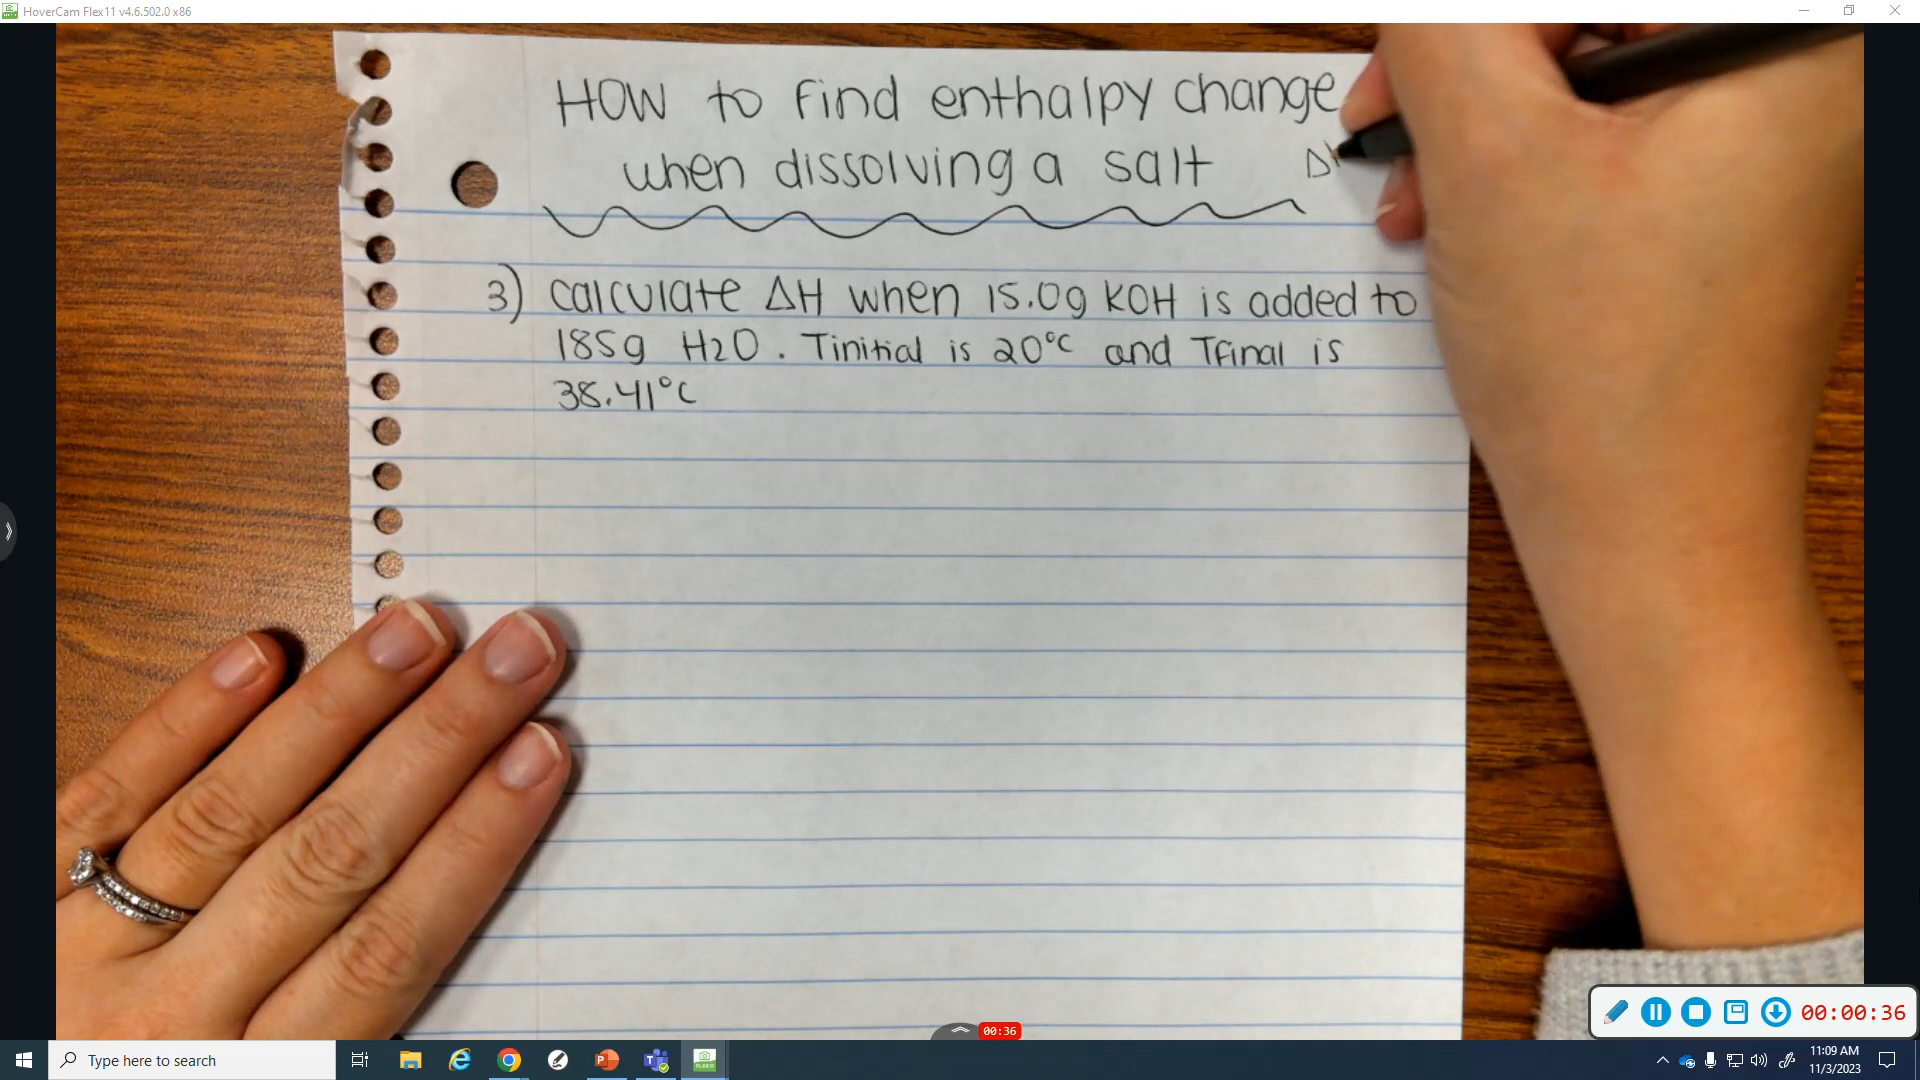 HoverCam Flex11 v4.6.502.0 x86
HOW to find enthalpy change
when dissolving a salt
3) Calculate ΔH when 15.0g KOH is added to
185g H2O. Tinitial is 20°C and Tfinal is
38.41°C
00:36
00:00:36
Type here to search
11:09 AM
11/3/2023